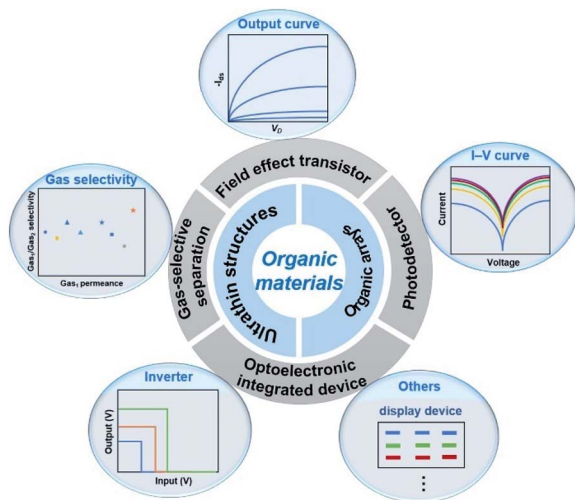 Output curve
-Ids
VD
I–V curve
Current
Voltage
Gas selectivity
Gas1/Gas2 selectivity
Gas1 permeance
Field effect transistor
Gas-selective
separation
Photodetector
Optoelectronic
integrated device
Ultrathin structures
Organic arrays
Organic
materials
Inverter
Output (V)
Input (V)
Others
display device